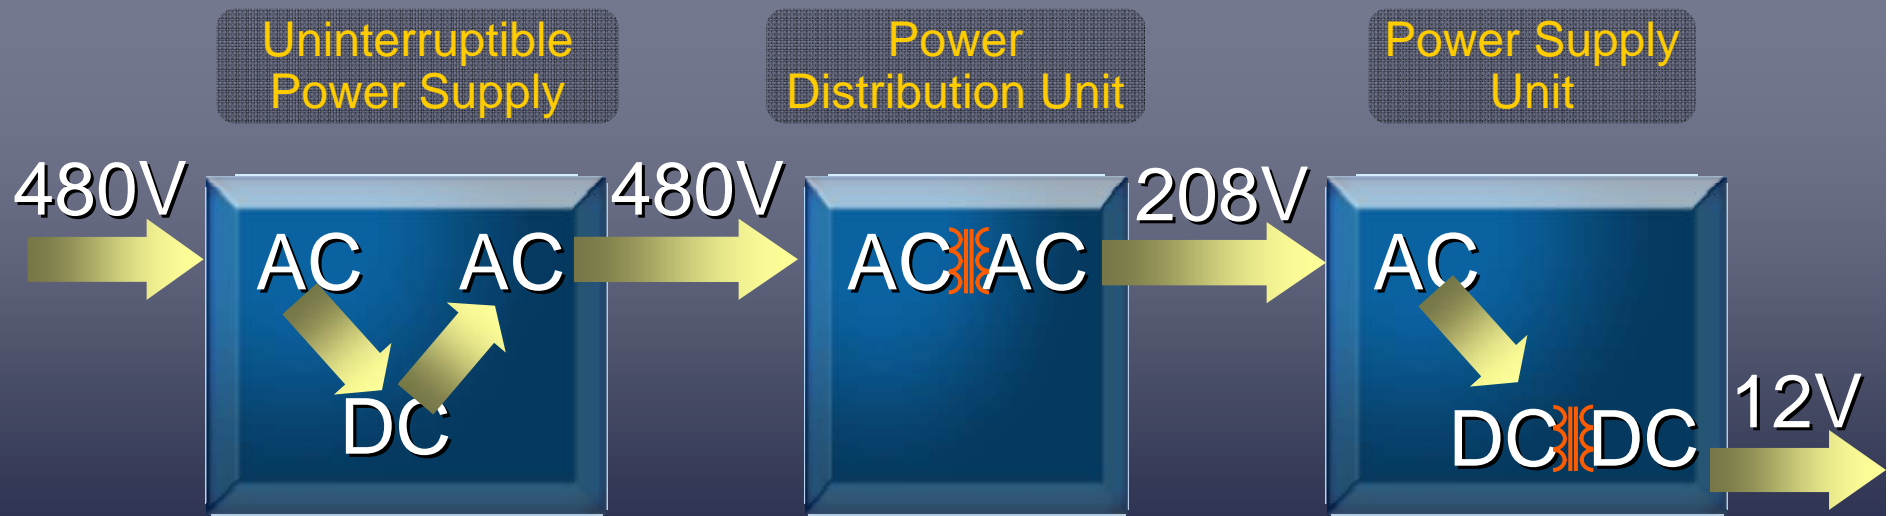 Uninterruptible
Power Supply
Power
Distribution Unit
Power Supply
Unit
480V
480V
208V
AC
AC
AC
AC
AC
DC
DC
DC
12V